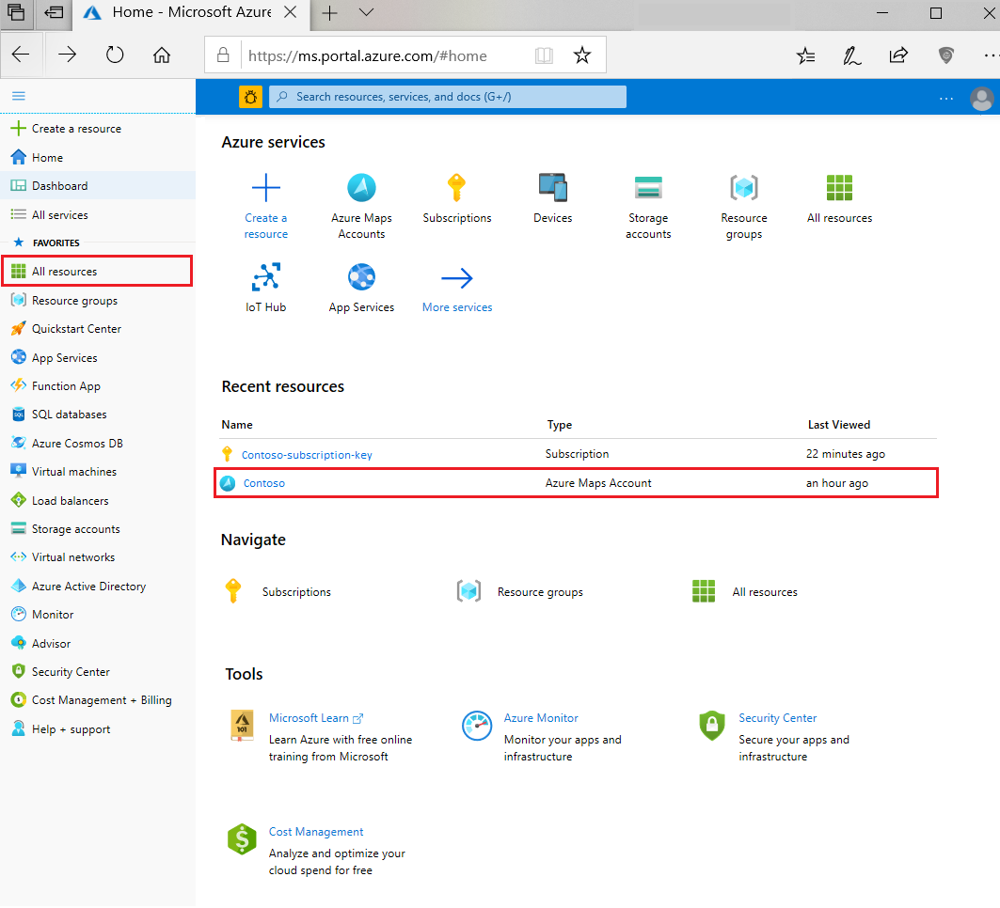 Home - Microsoft Azure
https://ms.portal.azure.com/#home
Search resources, services, and docs (G+/)
Create a resource
Home
Dashboard
All services
FAVORITES
All resources
Resource groups
Quickstart Center
App Services
Function App
SQL databases
Azure Cosmos DB
Virtual machines
Load balancers
Storage accounts
Virtual networks
Azure Active Directory
Monitor
Advisor
Security Center
Cost Management + Billing
Help + support
Azure services
Create a
resource
Azure Maps
Accounts
Subscriptions
Devices
Storage
accounts
Resource
groups
All resources
IoT Hub
App Services
More services
Recent resources
Name Type Last Viewed
Contoso-subscription-key Subscription 22 minutes ago
Contoso Azure Maps Account an hour ago
Navigate
Subscriptions
Resource groups
All resources
Tools
Microsoft Learn
Learn Azure with free online
training from Microsoft
Azure Monitor
Monitor your apps and
infrastructure
Security Center
Secure your apps and
infrastructure
Cost Management
Analyze and optimize your
cloud spend for free